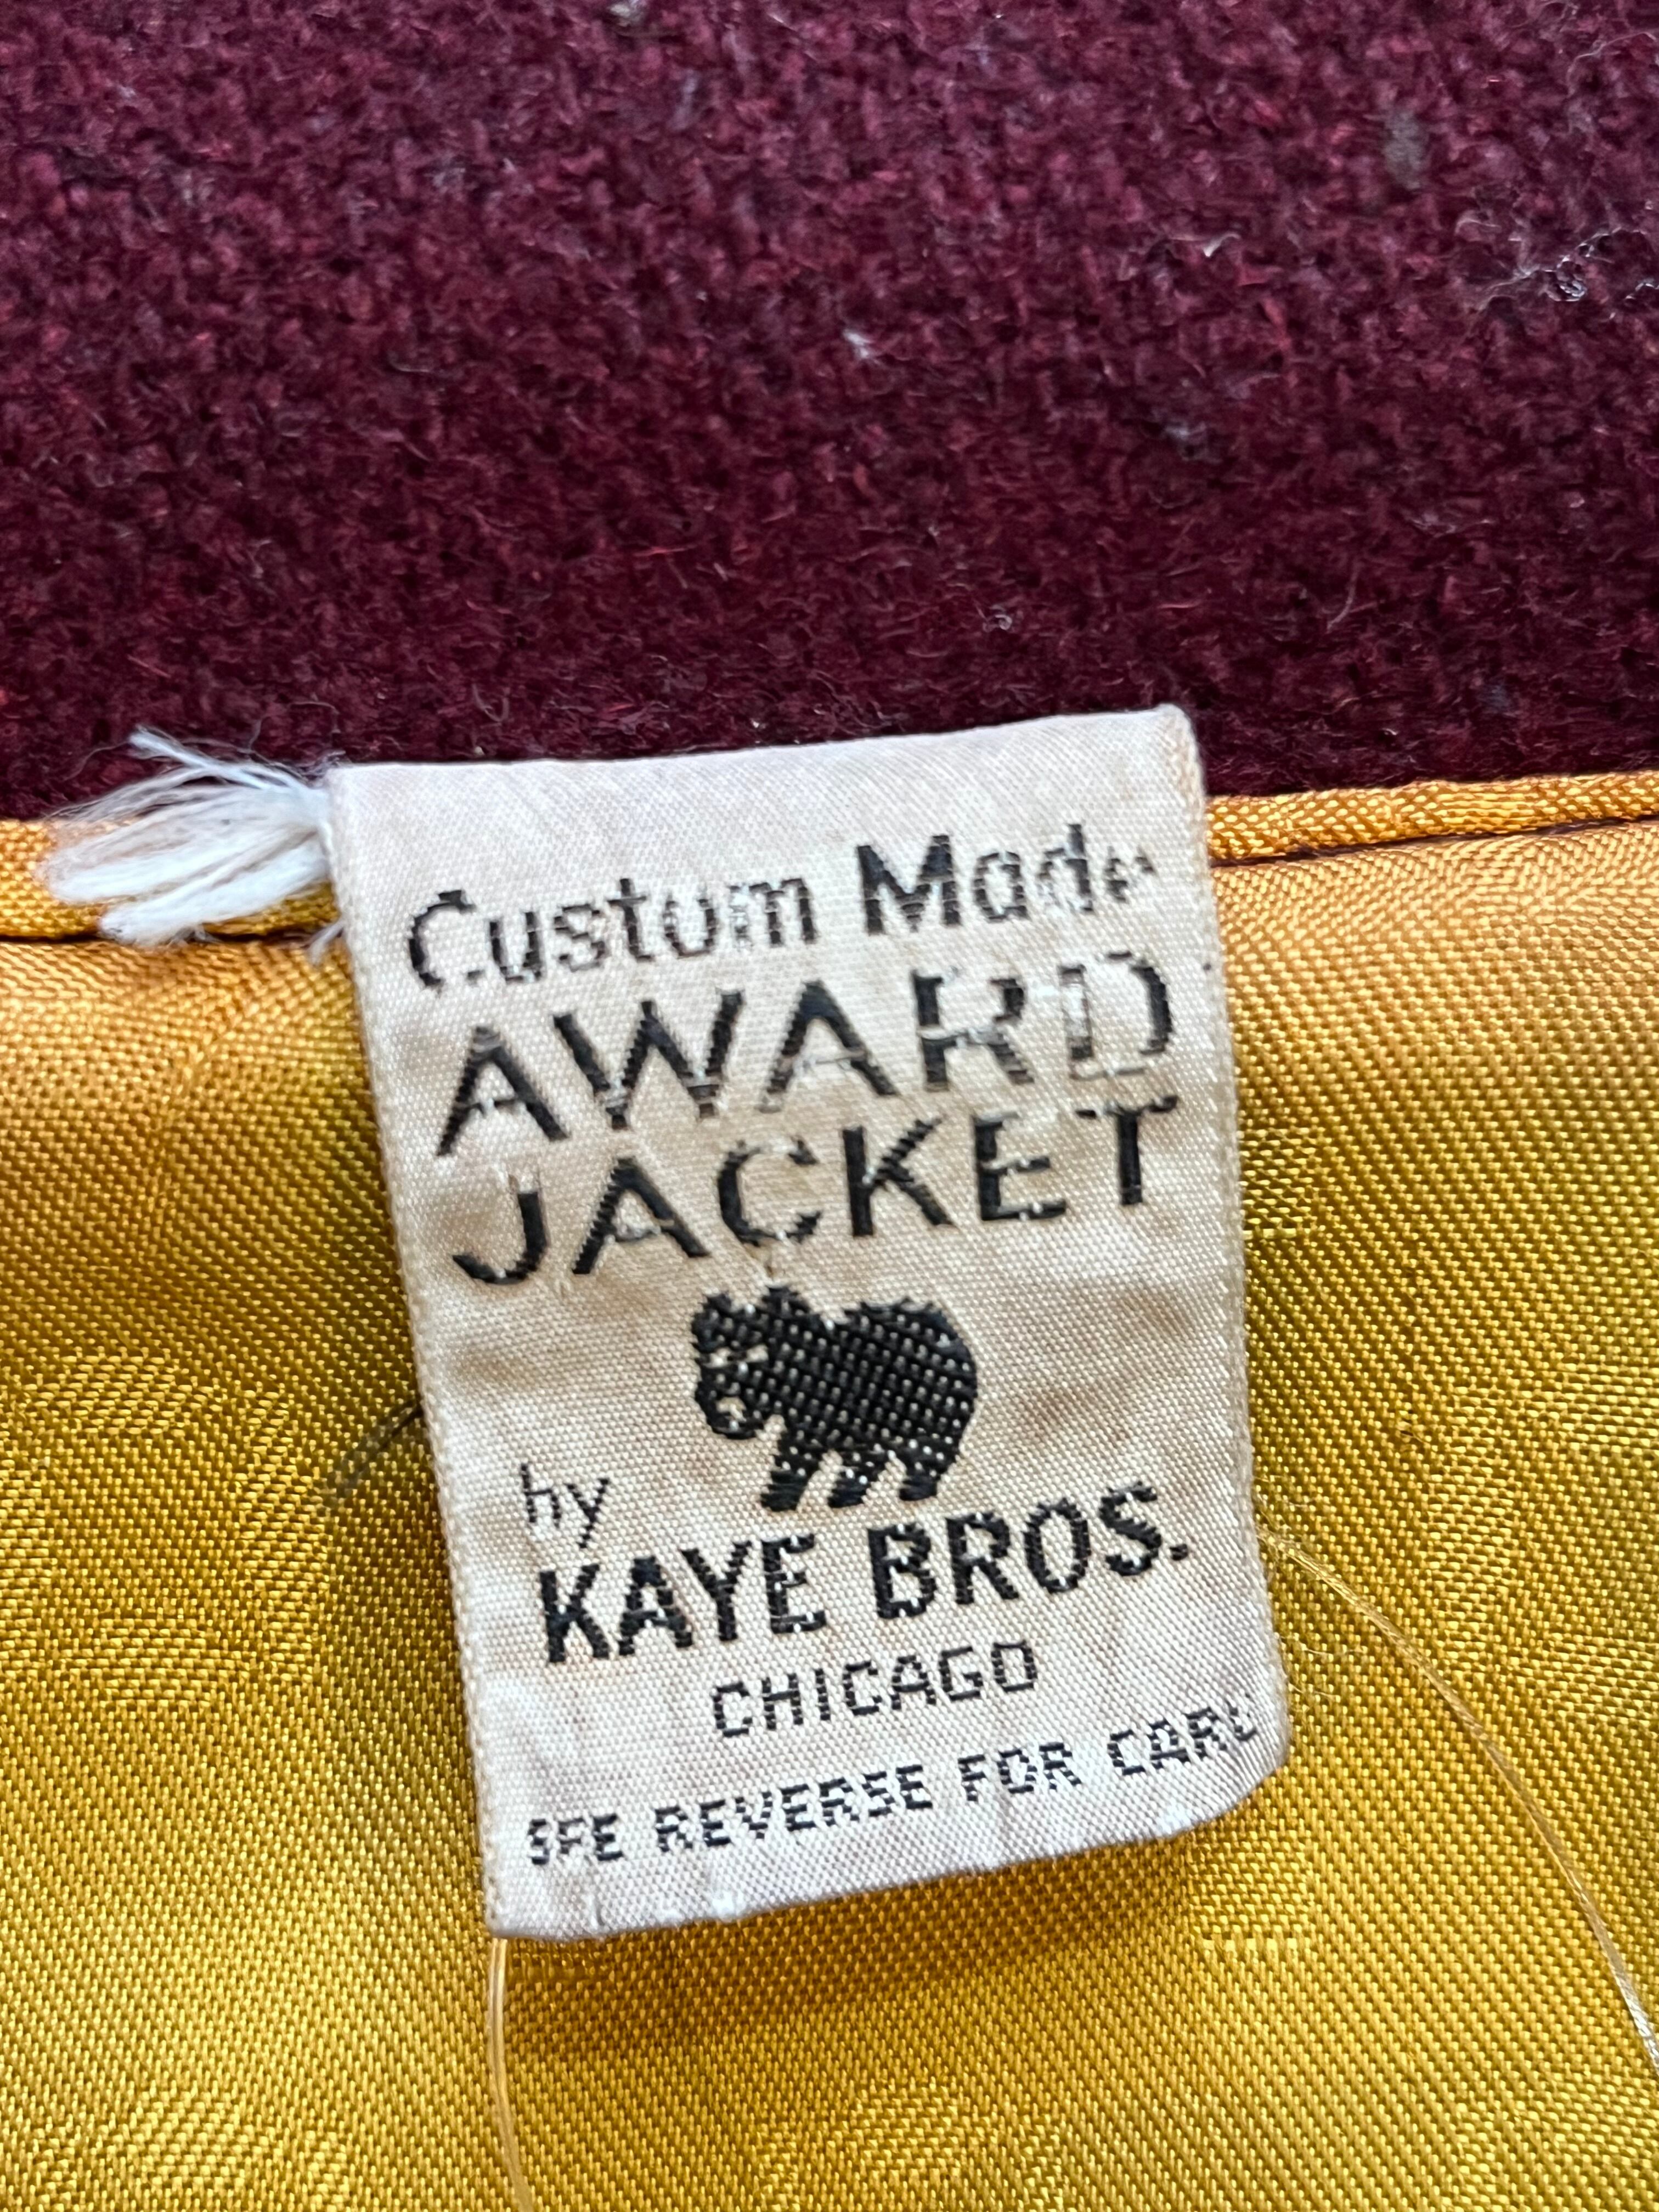 Custom Made
AWARD
JACKET
by
KAYE BROS.
CHICAGO
SEE REVERSE FOR CARE